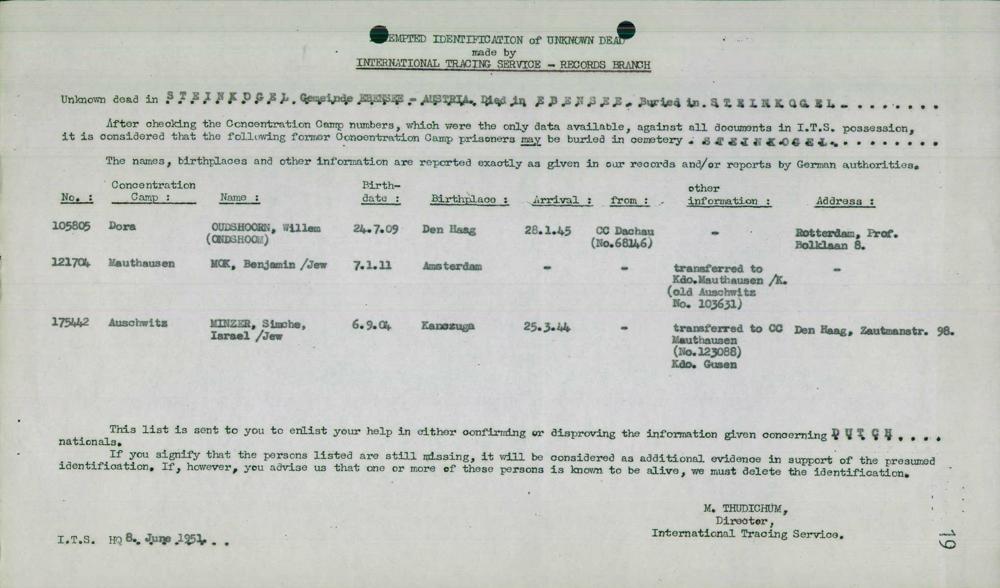 EMPTED IDENTIFICATION of UNKNOWN DEAD
made by
INTERNATIONAL TRACING SERVICE - RECORDS BRANCH
Unknown dead in STEINKOGEL, Gemeinde EBENSEE - AUSTRIA. Died in EBENSEE. Buried in STEINKOGEL.
After checking the Concentration Camp numbers, which were the only data available, against all documents in I.T.S. possession,
it is considered that the following former Concentration Camp prisoners may be buried in cemetery . STEINKOGEL.
The names, birthplaces and other information are reported exactly as given in our records and/or reports by German authorities.
No. : Concentration Camp : Name : Birth-date : Birthplace : Arrival : from : other information : Address :
105805 Dora OUDSHOORN, Willem 24.7.09 Den Haag 28.1.45 CC Dachau - Rotterdam, Prof.
(ONDSHOOM) (No.68146) Bolklaan 8.
121704 Mauthausen MOK, Benjamin /Jew 7.1.11 Amsterdam - - transferred to -
Kdo.Mauthausen /K.
(old Auschwitz
No. 103631)
175442 Auschwitz MINZER, Simche, 6.9.04 Kanczuga 25.3.44 - transferred to CC Den Haag, Zautmanstr. 98.
Israel /Jew Mauthausen
(No.123088)
Kdo. Gusen
This list is sent to you to enlist your help in either confirming or disproving the information given concerning DUTCH
nationals.
If you signify that the persons listed are still missing, it will be considered as additional evidence in support of the presumed
identification. If, however, you advise us that one or more of these persons is known to be alive, we must delete the identification.
M. THUDICHUM,
Director,
International Tracing Service.
I.T.S. HQ 8. June 1951
19